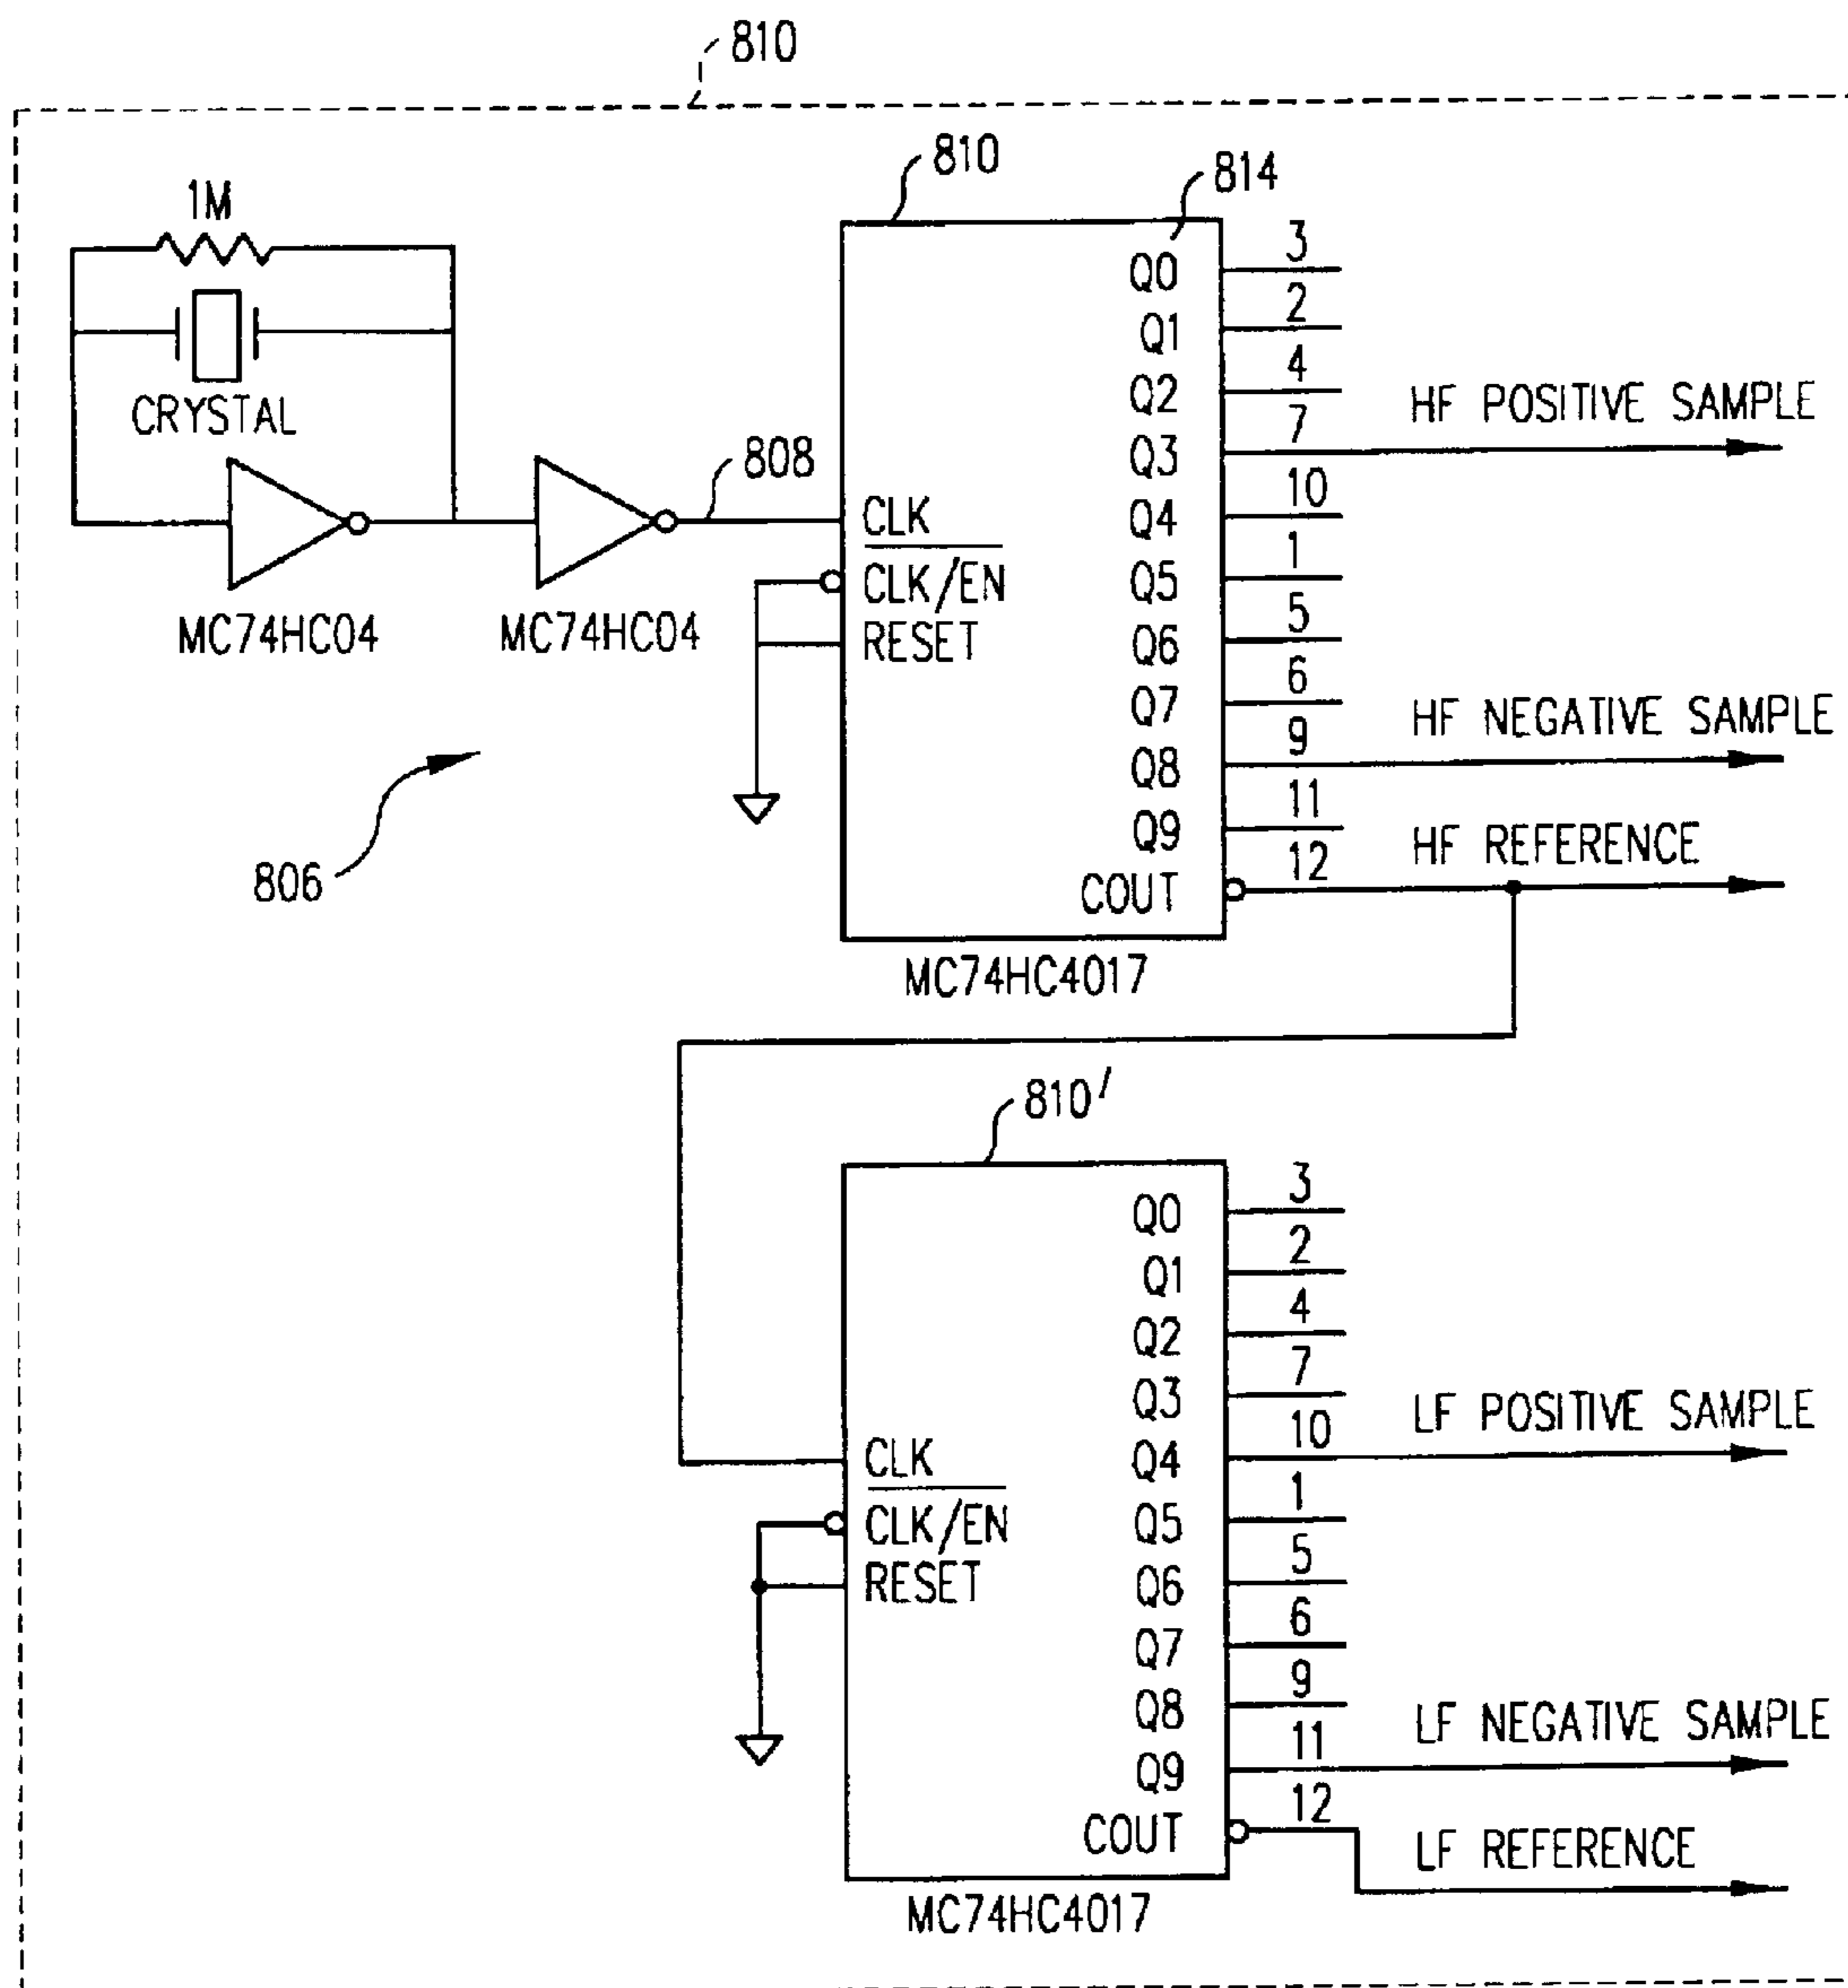 810
810
814
1M
CRYSTAL
MC74HC04
MC74HC04
808
806
CLK
CLK/EN
RESET
Q0 3
Q1 2
Q2 4
Q3 7 HF POSITIVE SAMPLE
Q4 10
Q5 1
Q6 5
Q7 6
Q8 9 HF NEGATIVE SAMPLE
Q9 11
COUT 12 HF REFERENCE
MC74HC4017
810'
CLK
CLK/EN
RESET
Q0 3
Q1 2
Q2 4
Q3 7
Q4 10 LF POSITIVE SAMPLE
Q5 1
Q6 5
Q7 6
Q8 9
Q9 11 LF NEGATIVE SAMPLE
COUT 12 LF REFERENCE
MC74HC4017